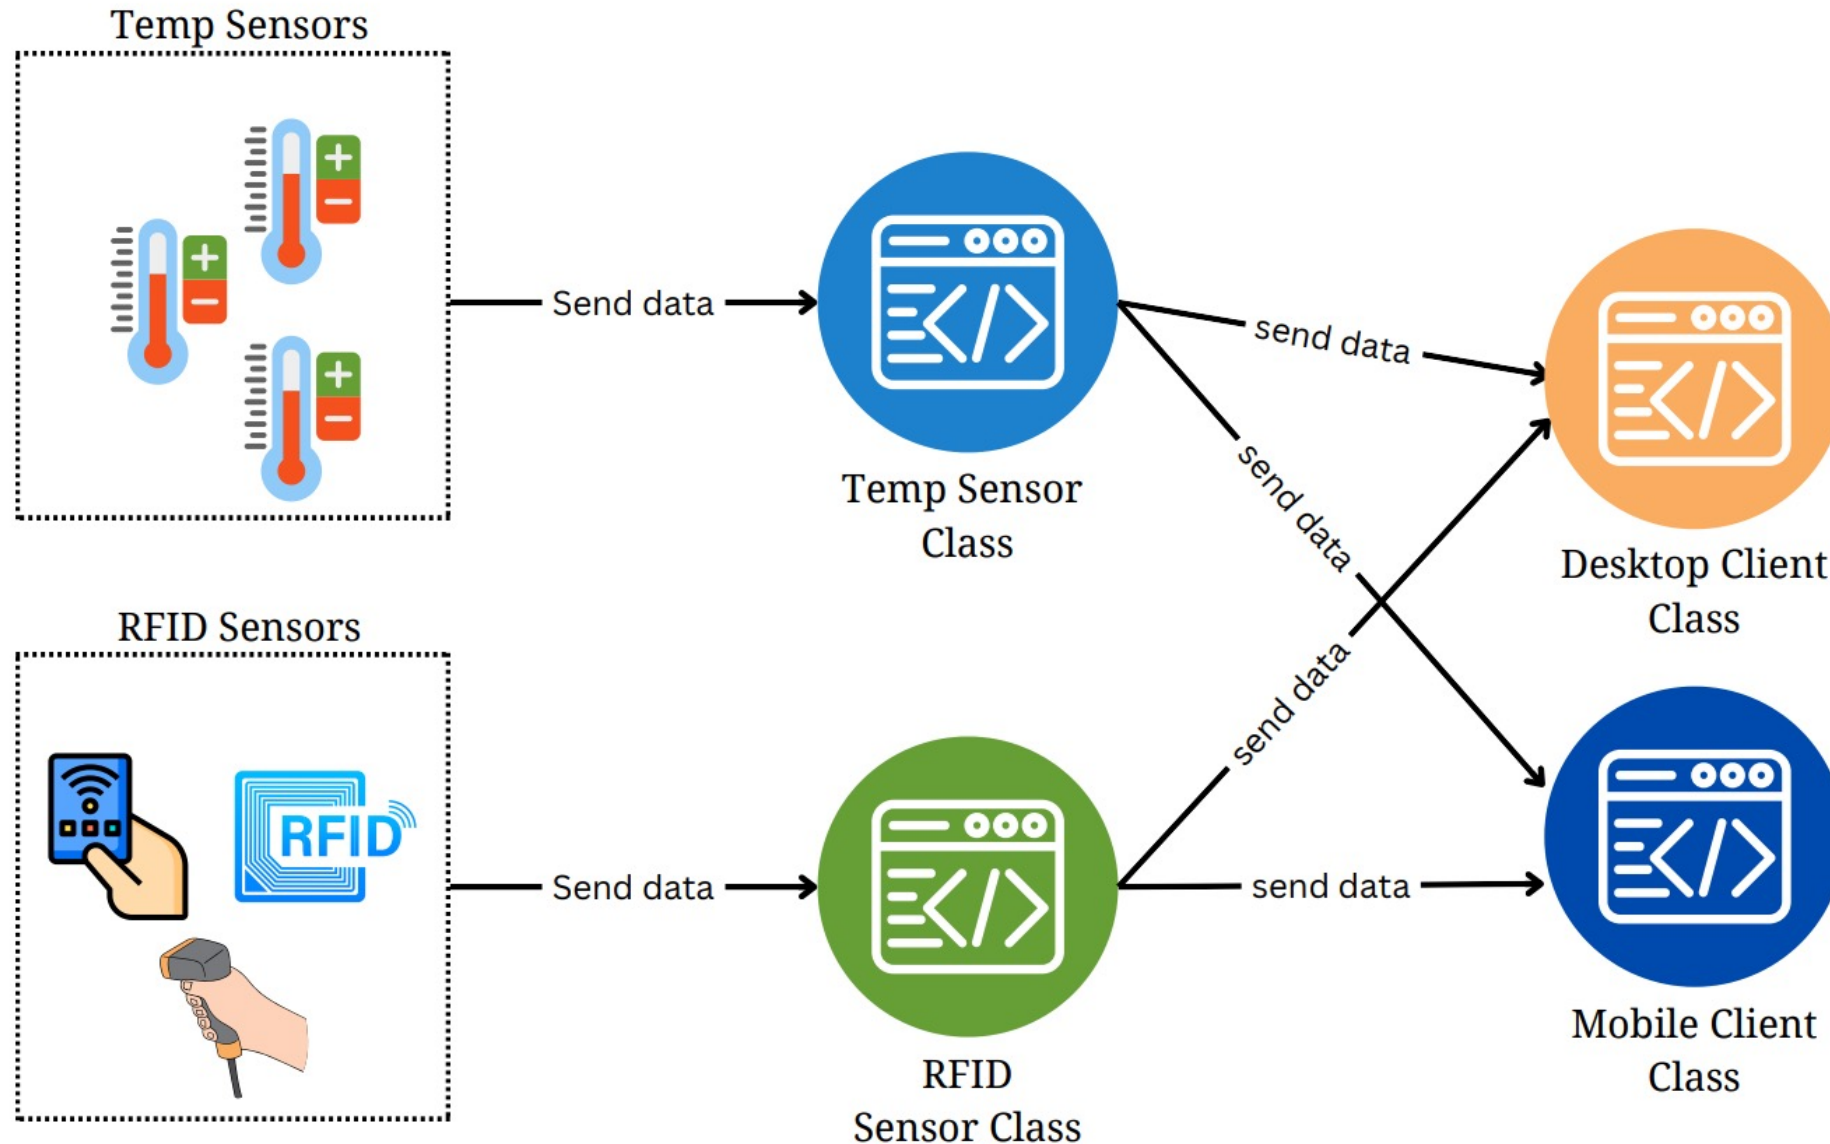 Temp Sensors
Send data
Temp Sensor
Class
send data
send data
Desktop Client
Class
RFID Sensors
RFID
Send data
RFID
Sensor Class
send data
send data
Mobile Client
Class